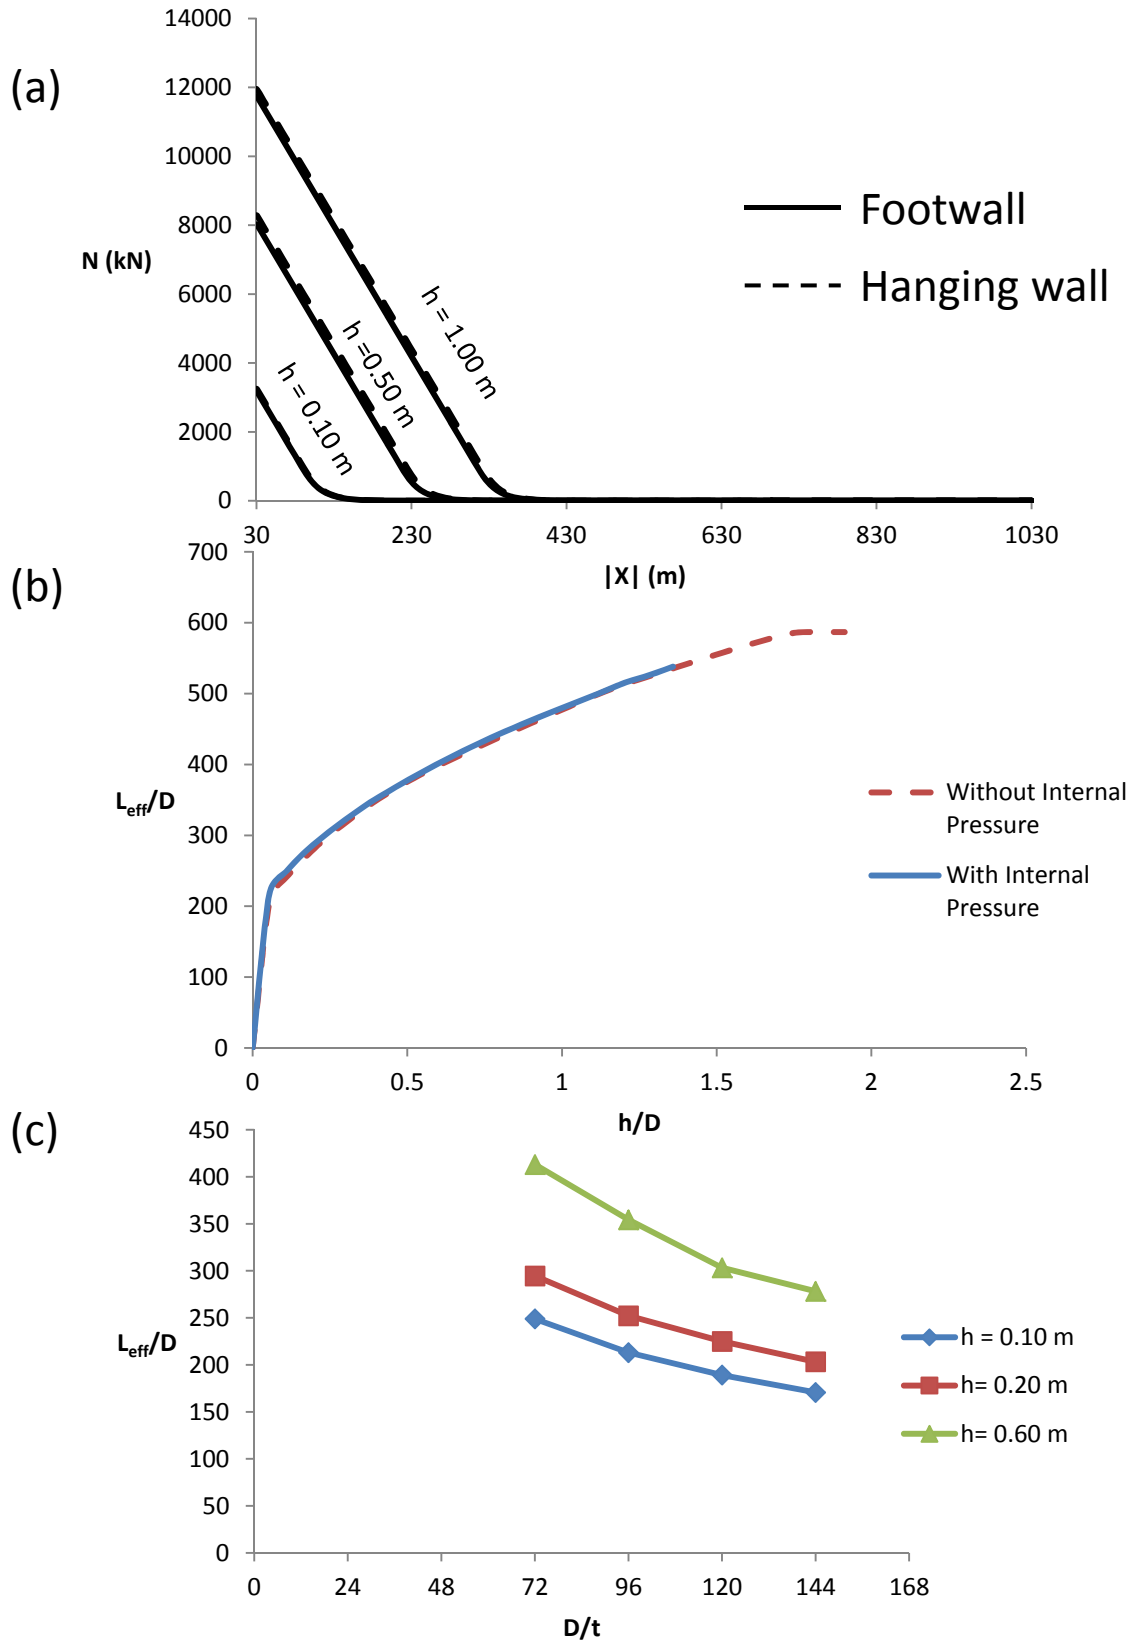 (a)
14000
12000
10000
8000
6000
4000
2000
0
N (kN)
Footwall
Hanging wall
h = 1.00 m
h =0.50 m
h = 0.10 m
30
230
430
630
830
1030
|X| (m)
(b)
700
600
500
400
300
200
100
0
Leff/D
Without Internal
Pressure
With Internal
Pressure
0
0.5
1
1.5
2
2.5
h/D
(c)
450
400
350
300
250
200
150
100
50
0
Leff/D
h = 0.10 m
h= 0.20 m
h= 0.60 m
0
24
48
72
96
120
144
168
D/t